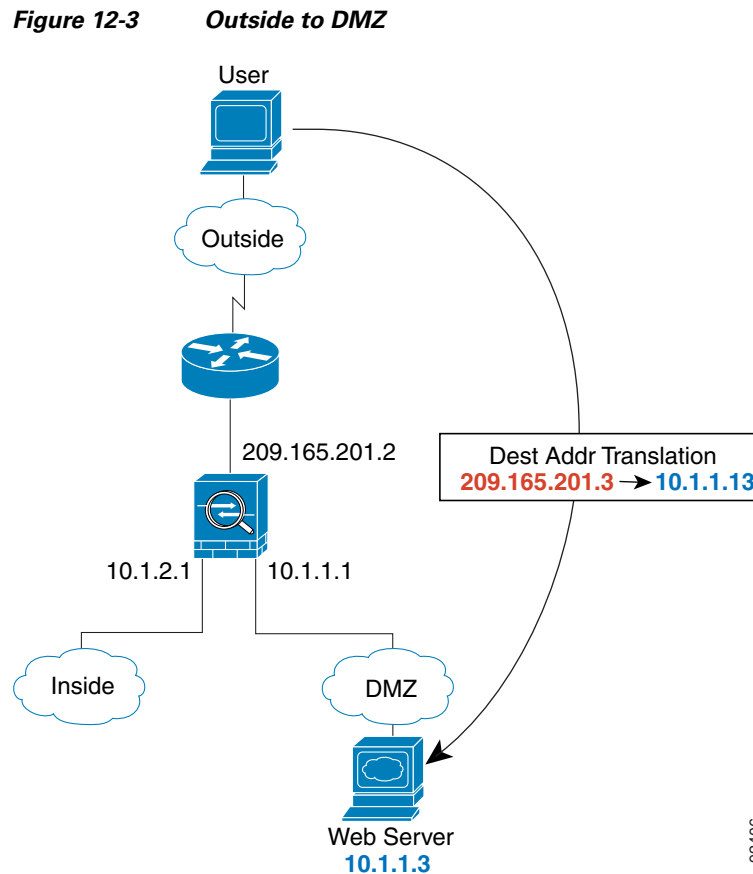 Figure 12-3 Outside to DMZ
User
Outside
209.165.201.2
Dest Addr Translation
209.165.201.3 → 10.1.1.13
10.1.2.1
10.1.1.1
Inside
DMZ
Web Server
10.1.1.3